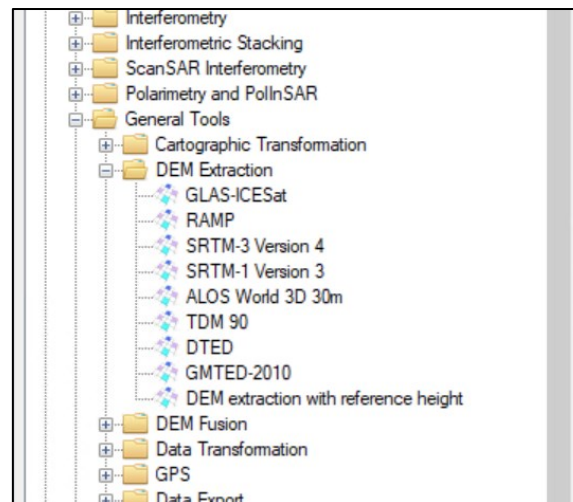 Interferometry
Interferometric Stacking
ScanSAR Interferometry
Polarimetry and PolInSAR
General Tools
Cartographic Transformation
DEM Extraction
GLAS-ICESat
RAMP
SRTM-3 Version 4
SRTM-1 Version 3
ALOS World 3D 30m
TDM 90
DTED
GMTED-2010
DEM extraction with reference height
DEM Fusion
Data Transformation
GPS
Data Export